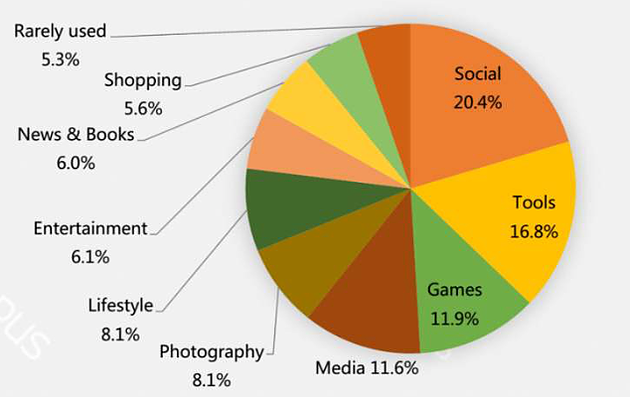 Rarely used
5.3%
Shopping
5.6%
News & Books
6.0%
Entertainment
6.1%
Lifestyle
8.1%
Photography
8.1%
Media 11.6%
Social
20.4%
Tools
16.8%
Games
11.9%